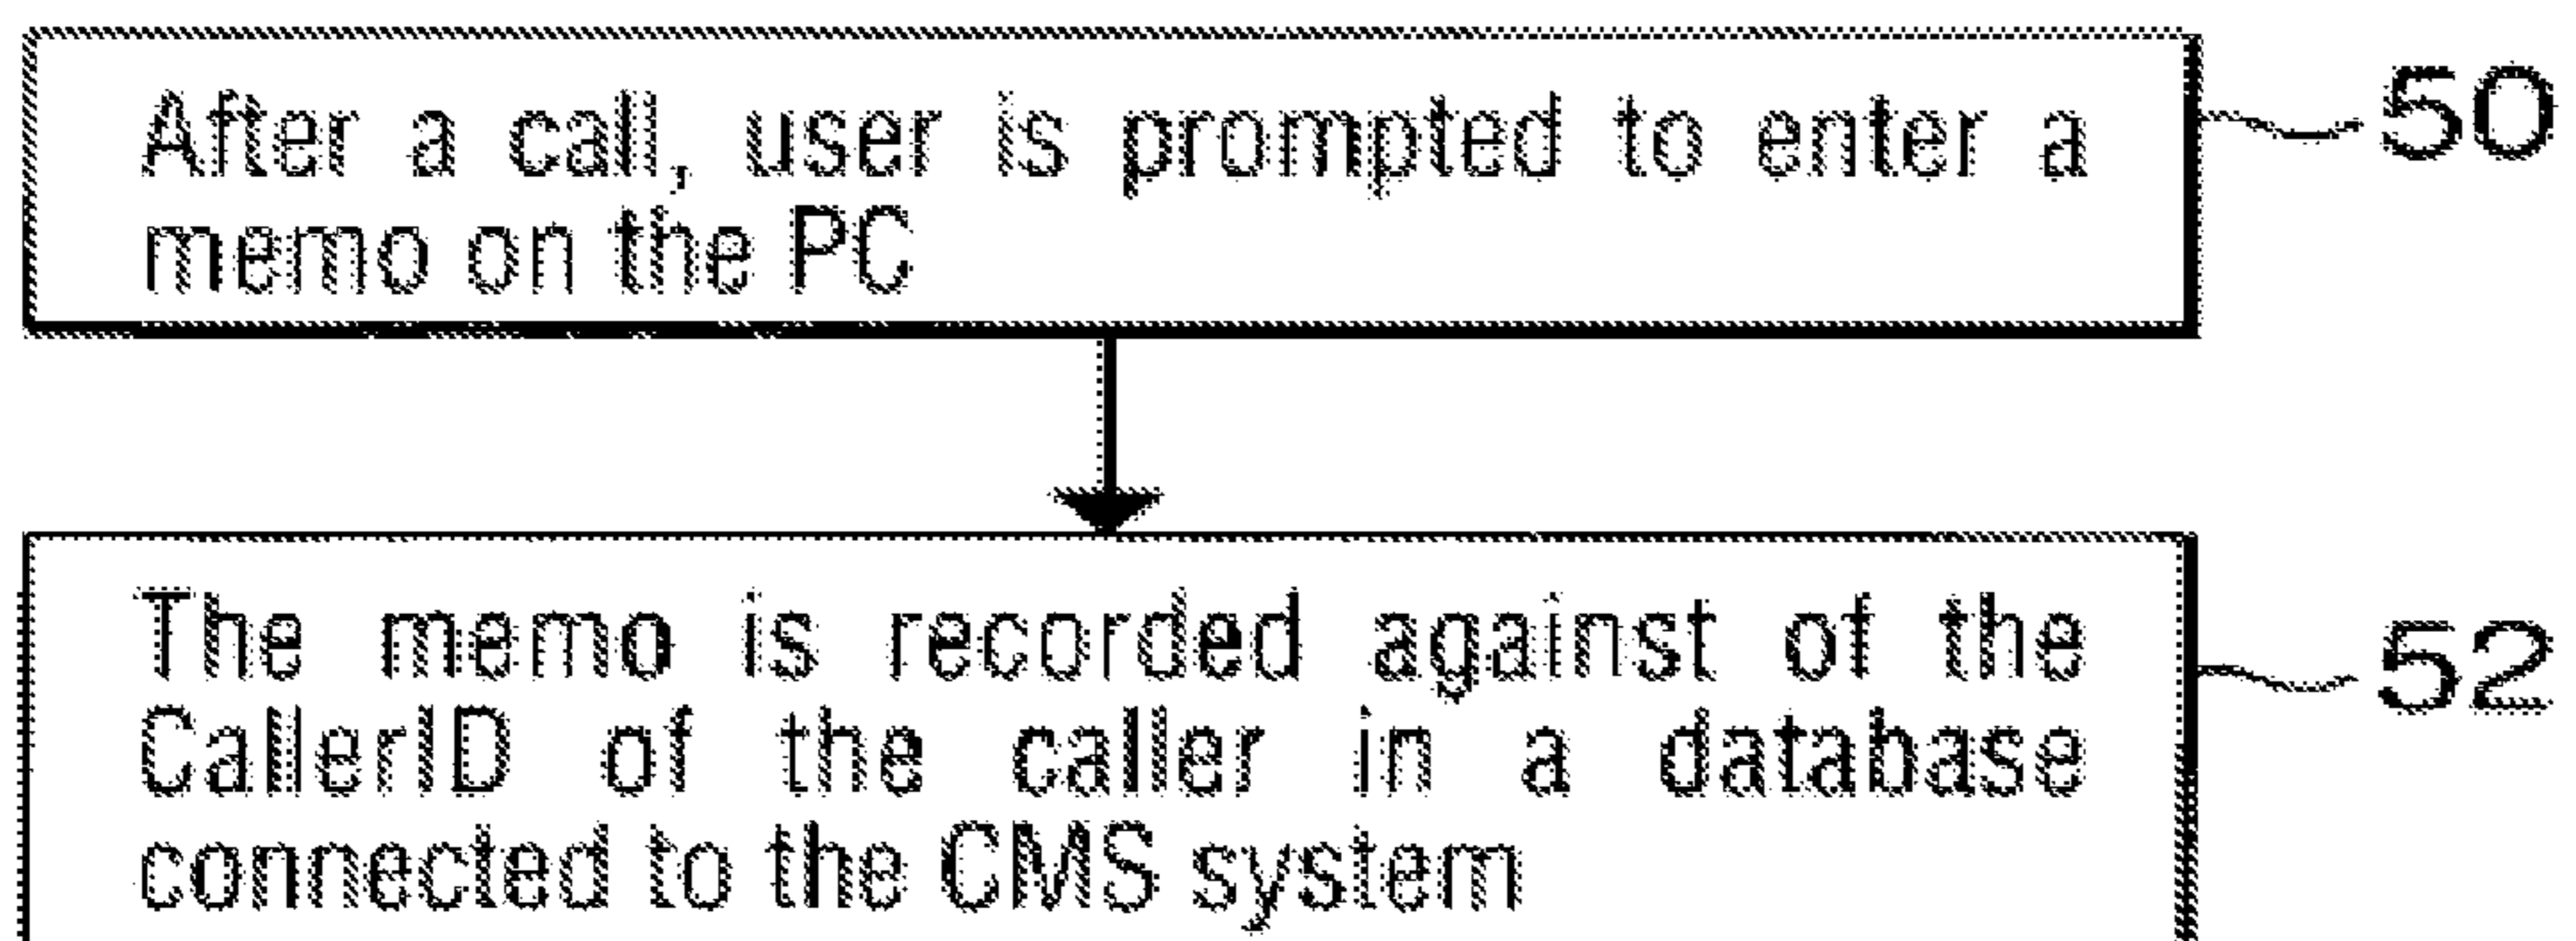 After a call, user is prompted to enter a
memo on the PC
50
The memo is recorded against of the
CallerID of the caller in a database
connected to the CMS system
52